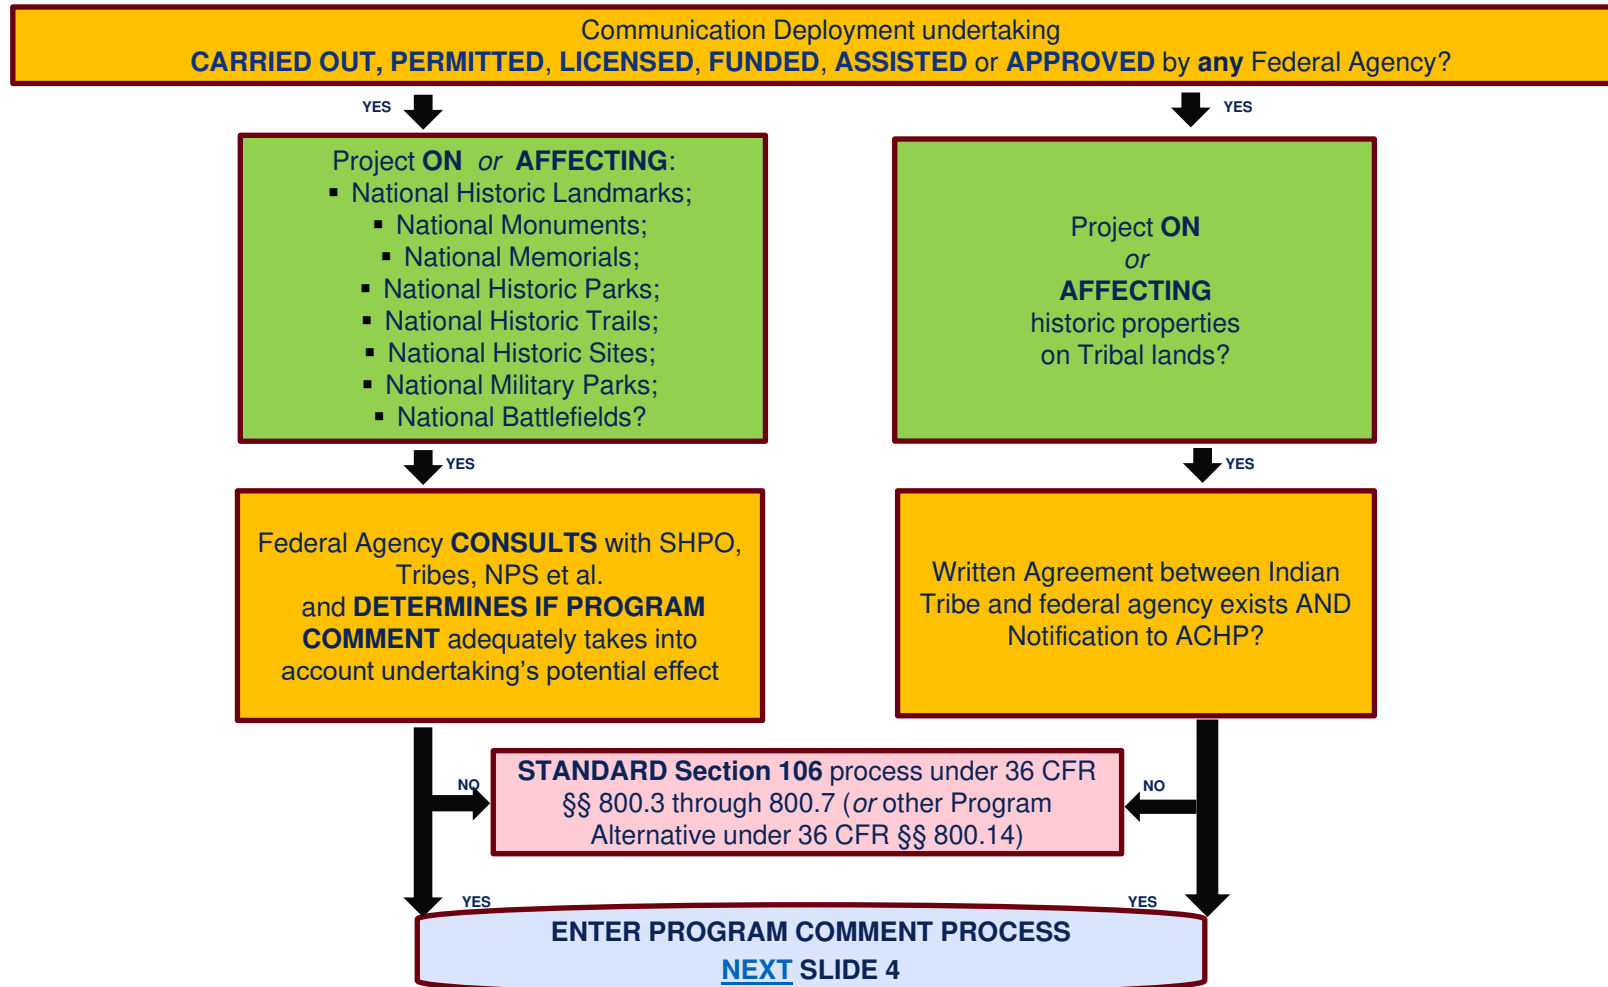 Communication Deployment undertaking
CARRIED OUT, PERMITTED, LICENSED, FUNDED, ASSISTED or APPROVED by any Federal Agency?
YES
YES
Project ON or AFFECTING:
▪ National Historic Landmarks;
▪ National Monuments;
▪ National Memorials;
▪ National Historic Parks;
▪ National Historic Trails;
▪ National Historic Sites;
▪ National Military Parks;
▪ National Battlefields?
Project ON
or
AFFECTING
historic properties
on Tribal lands?
YES
YES
Federal Agency CONSULTS with SHPO,
Tribes, NPS et al.
and DETERMINES IF PROGRAM
COMMENT adequately takes into
account undertaking's potential effect
Written Agreement between Indian
Tribe and federal agency exists AND
Notification to ACHP?
NO
STANDARD Section 106 process under 36 CFR
§§ 800.3 through 800.7 (or other Program
Alternative under 36 CFR §§ 800.14)
NO
YES
YES
ENTER PROGRAM COMMENT PROCESS
NEXT SLIDE 4